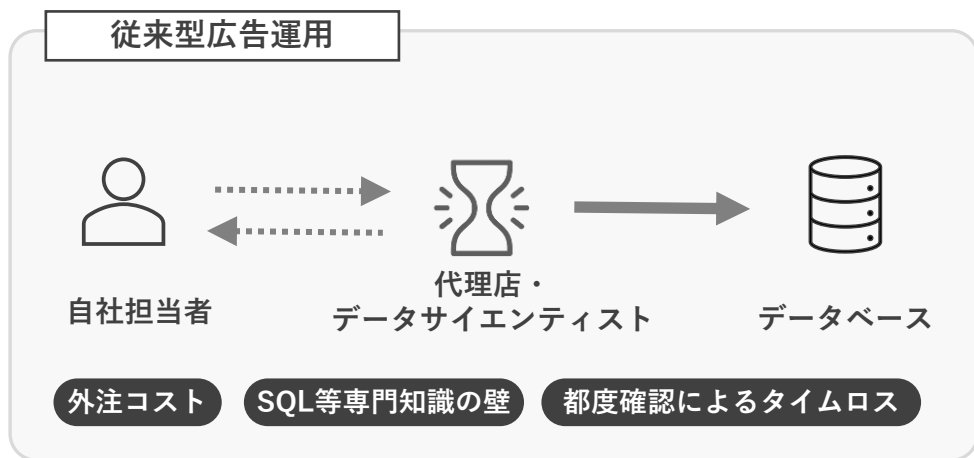 従来型広告運用
自社担当者
代理店・
データサイエンティスト
データベース
外注コスト
SQL等専門知識の壁
都度確認によるタイムロス